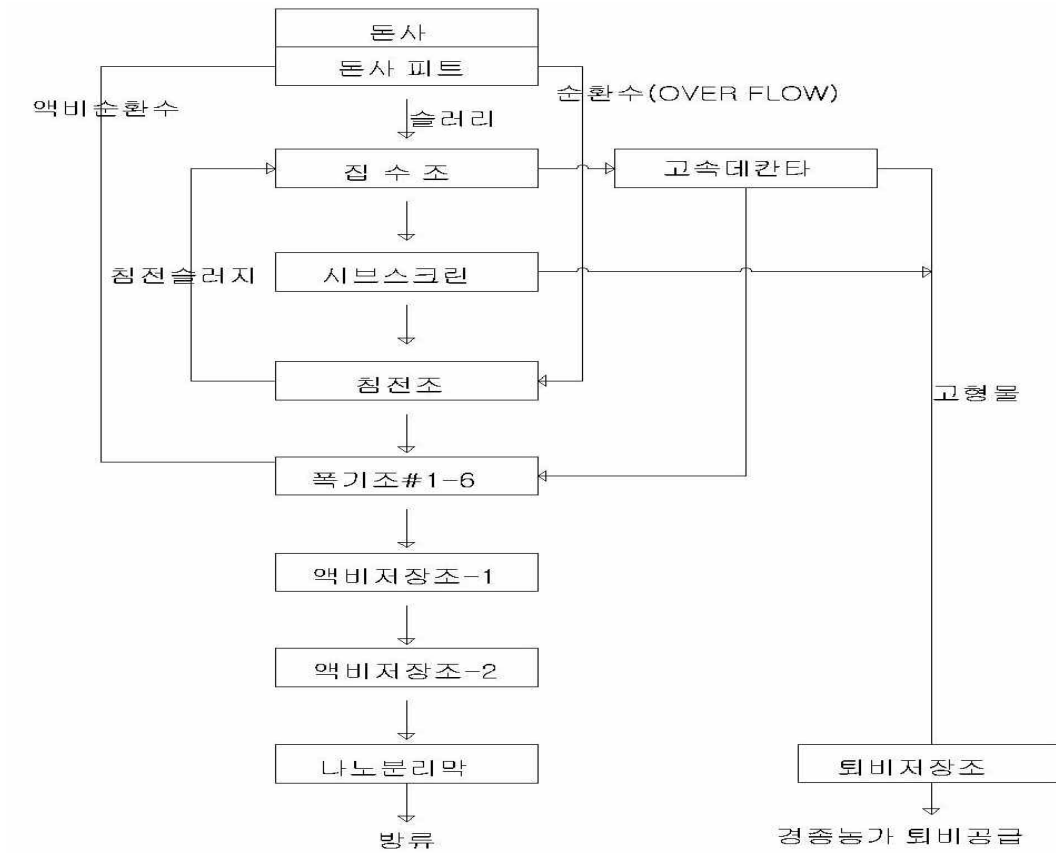 돈사
돈사 피트
액비순환수
순환수(OVER FLOW)
슬러리
집 수 조
고속데칸타
침전슬러지
시브스크린
침전조
고형물
폭기조#1-6
액비저장조-1
액비저장조-2
나노분리막
퇴비저장조
방류
경종농가 퇴비공급